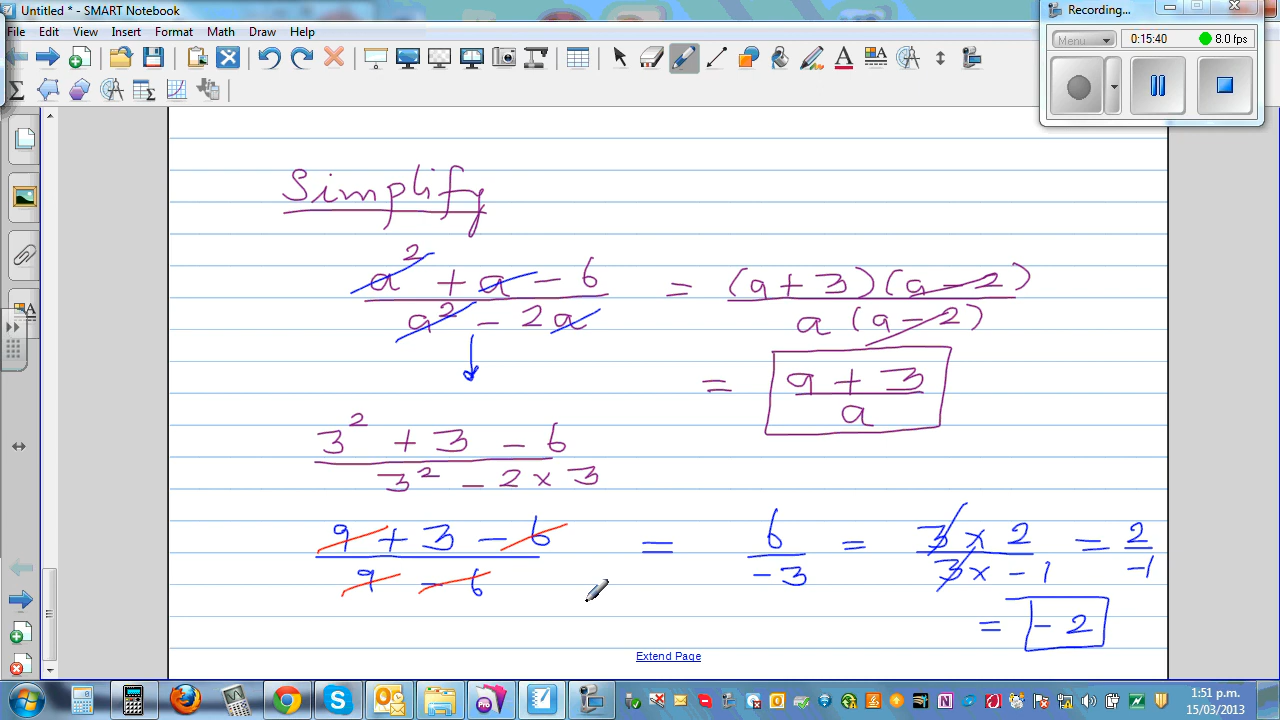 Untitled * - SMART Notebook
Recording...
File Edit View Insert Format Math Draw Help
Menu 0:15:40 8.0 fps
Simplify
a² + a - 6 = (a + 3)(a - 2)
a² - 2a a (a - 2)
= a + 3
a
3² + 3 - 6
3² - 2 × 3
9 + 3 - 6 = 6 = 3 × 2 = 2
9 - 6 -3 3 × -1 -1
= -2
Extend Page
1:51 p.m.
15/03/2013